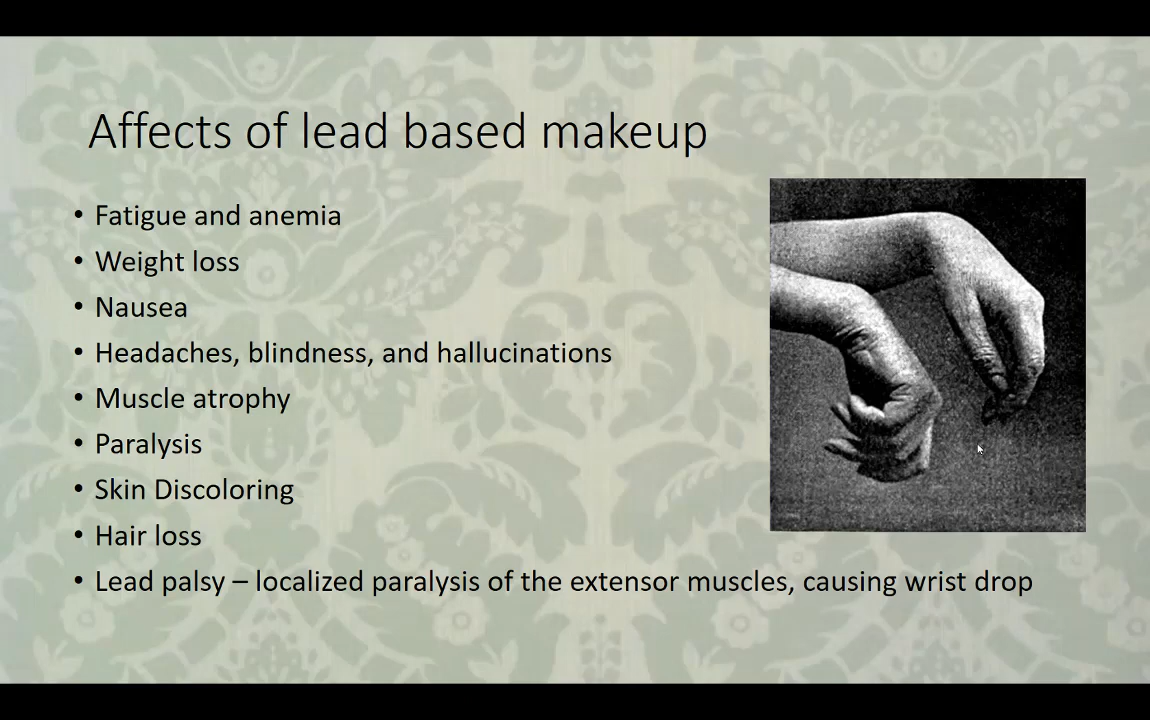 Affects of lead based makeup
• Fatigue and anemia
• Weight loss
• Nausea
• Headaches, blindness, and hallucinations
• Muscle atrophy
• Paralysis
• Skin Discoloring
• Hair loss
• Lead palsy – localized paralysis of the extensor muscles, causing wrist drop